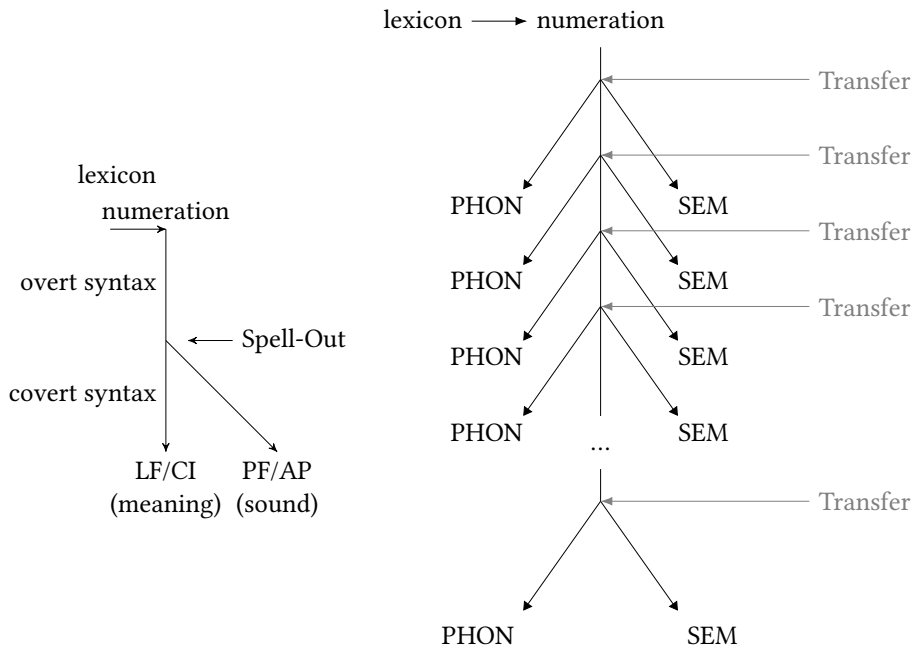 lexicon
numeration
overt syntax
Spell-Out
covert syntax
LF/CI
(meaning)
PF/AP
(sound)
lexicon numeration
Transfer
Transfer
PHON SEM
Transfer
PHON SEM
Transfer
PHON SEM
PHON SEM
...
Transfer
PHON SEM